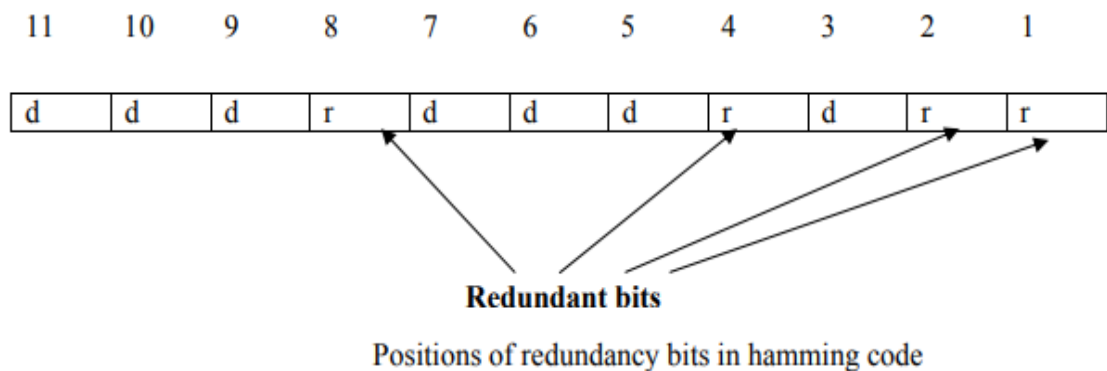 11 10 9 8 7 6 5 4 3 2 1
d d d r d d d r d r r
Redundant bits
Positions of redundancy bits in hamming code